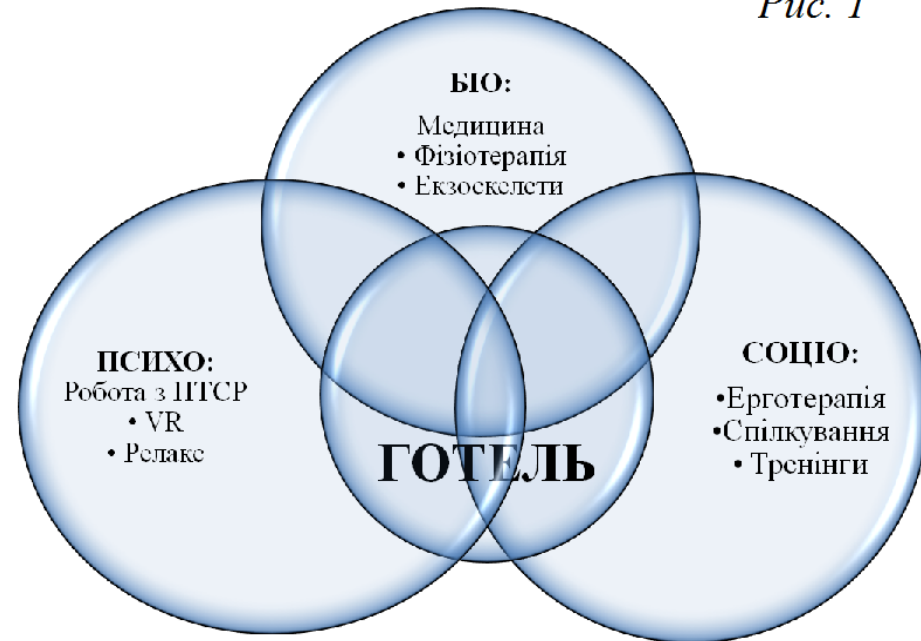 Рис. 1
БІО:
Медицина
• Фізіотерапія
• Екзоскелети
ПСИХО:
Робота з ПТСР
• VR
• Релакс
СОЦІО:
•Ерготерапія
•Спілкування
• Тренінги
ГОТЕЛЬ